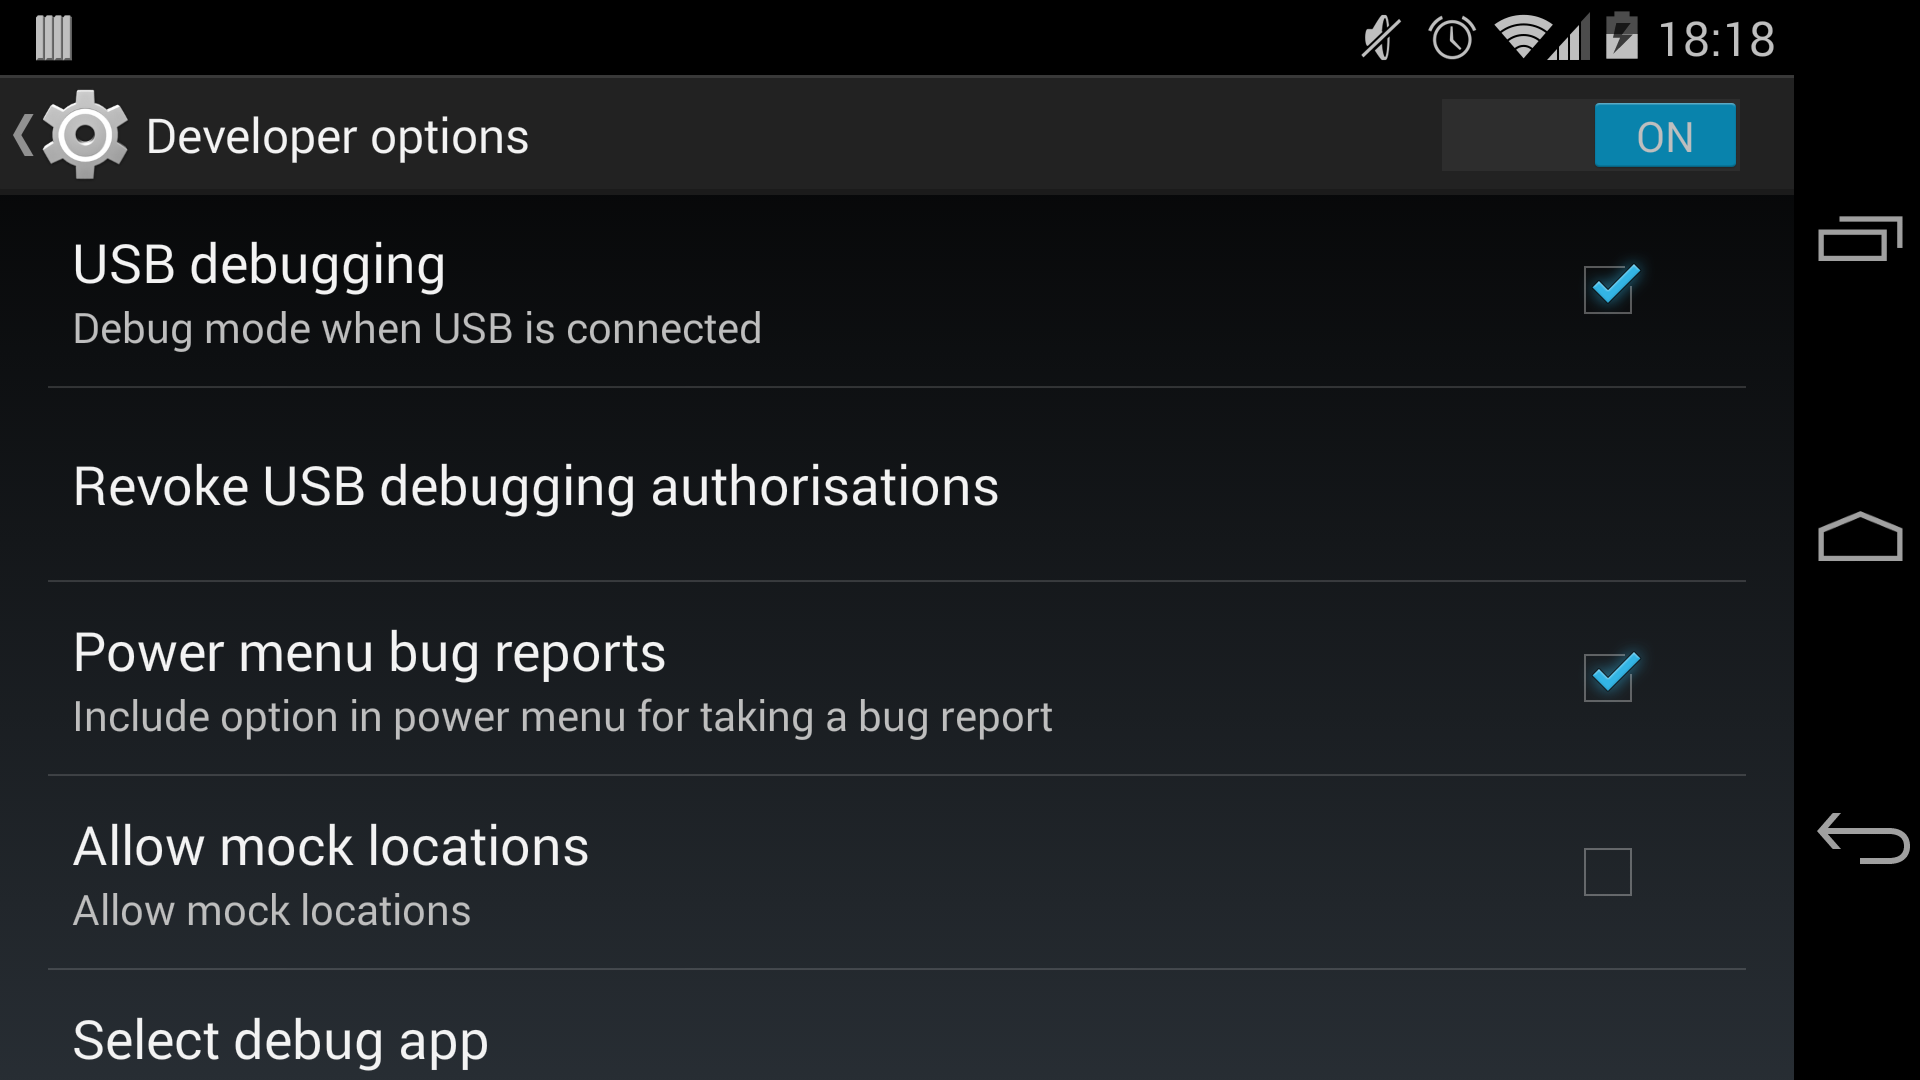 18:18
Developer options
ON
USB debugging
Debug mode when USB is connected
Revoke USB debugging authorisations
Power menu bug reports
Include option in power menu for taking a bug report
Allow mock locations
Allow mock locations
Select debug app